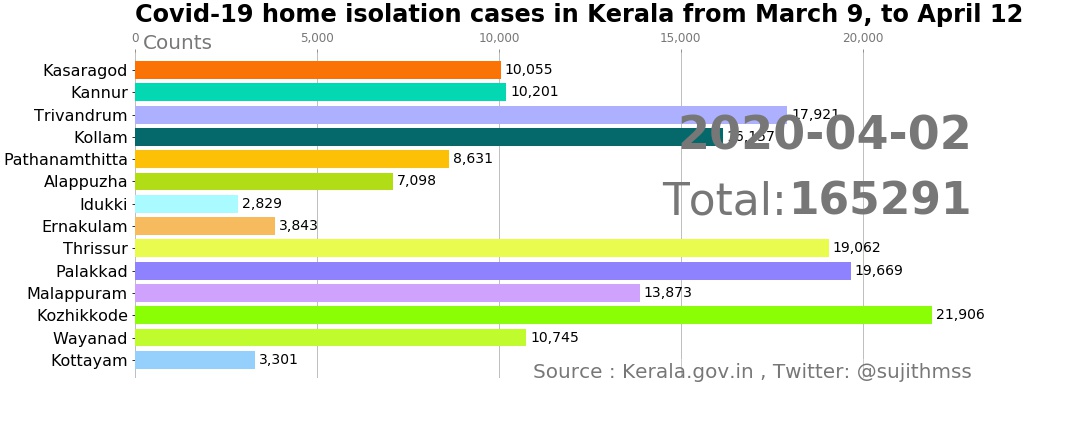 Covid-19 home isolation cases in Kerala from March 9, to April 12
0 5,000 10,000 15,000 20,000
Counts
Kasaragod 10,055
Kannur 10,201
Trivandrum 17,921
Kollam 16,157
2020-04-02
Pathanamthitta 8,631
Alappuzha 7,098
Total:165291
Idukki 2,829
Ernakulam 3,843
Thrissur 19,062
Palakkad 19,669
Malappuram 13,873
Kozhikkode 21,906
Wayanad 10,745
Kottayam 3,301
Source : Kerala.gov.in , Twitter: @sujithmss